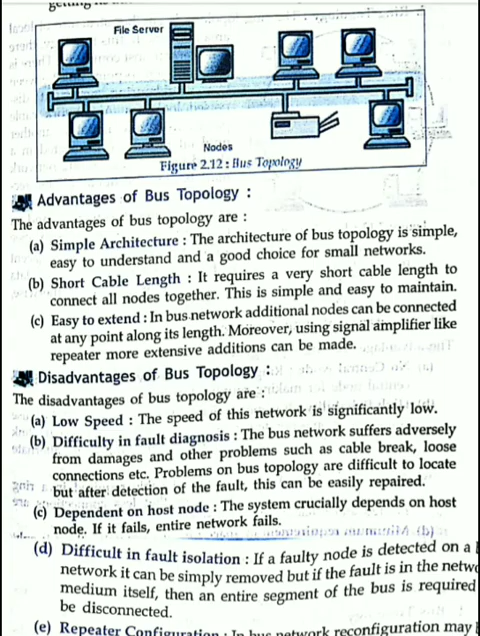 File Server
Nodes
Figure 2.12 : Bus Topology
Advantages of Bus Topology :
The advantages of bus topology are :
(a) Simple Architecture : The architecture of bus topology is simple,
easy to understand and a good choice for small networks.
(b) Short Cable Length : It requires a very short cable length to
connect all nodes together. This is simple and easy to maintain.
(c) Easy to extend : In bus network additional nodes can be connected
at any point along its length. Moreover, using signal amplifier like
repeater more extensive additions can be made.
Disadvantages of Bus Topology :
The disadvantages of bus topology are :
(a) Low Speed : The speed of this network is significantly low.
(b) Difficulty in fault diagnosis : The bus network suffers adversely
from damages and other problems such as cable break, loose
connections etc. Problems on bus topology are difficult to locate
but after detection of the fault, this can be easily repaired.
(c) Dependent on host node : The system crucially depends on host
node. If it fails, entire network fails.
(d) Difficult in fault isolation : If a faulty node is detected on a
network it can be simply removed but if the fault is in the netw
medium itself, then an entire segment of the bus is required
be disconnected.
(e) Repeater Configuration : In bus network reconfiguration may